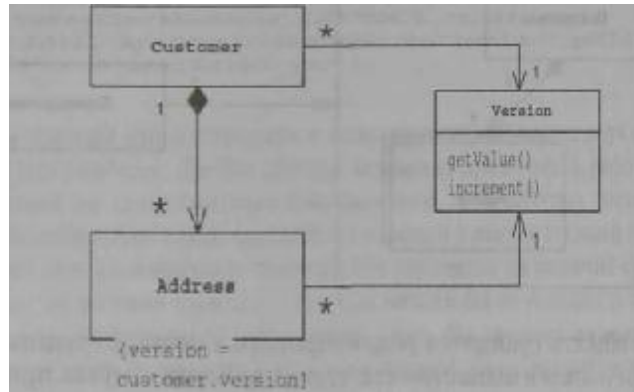 Customer
*
1
1
Version
getValue()
increment()
*
1
Address
*
{version =
customer.version}